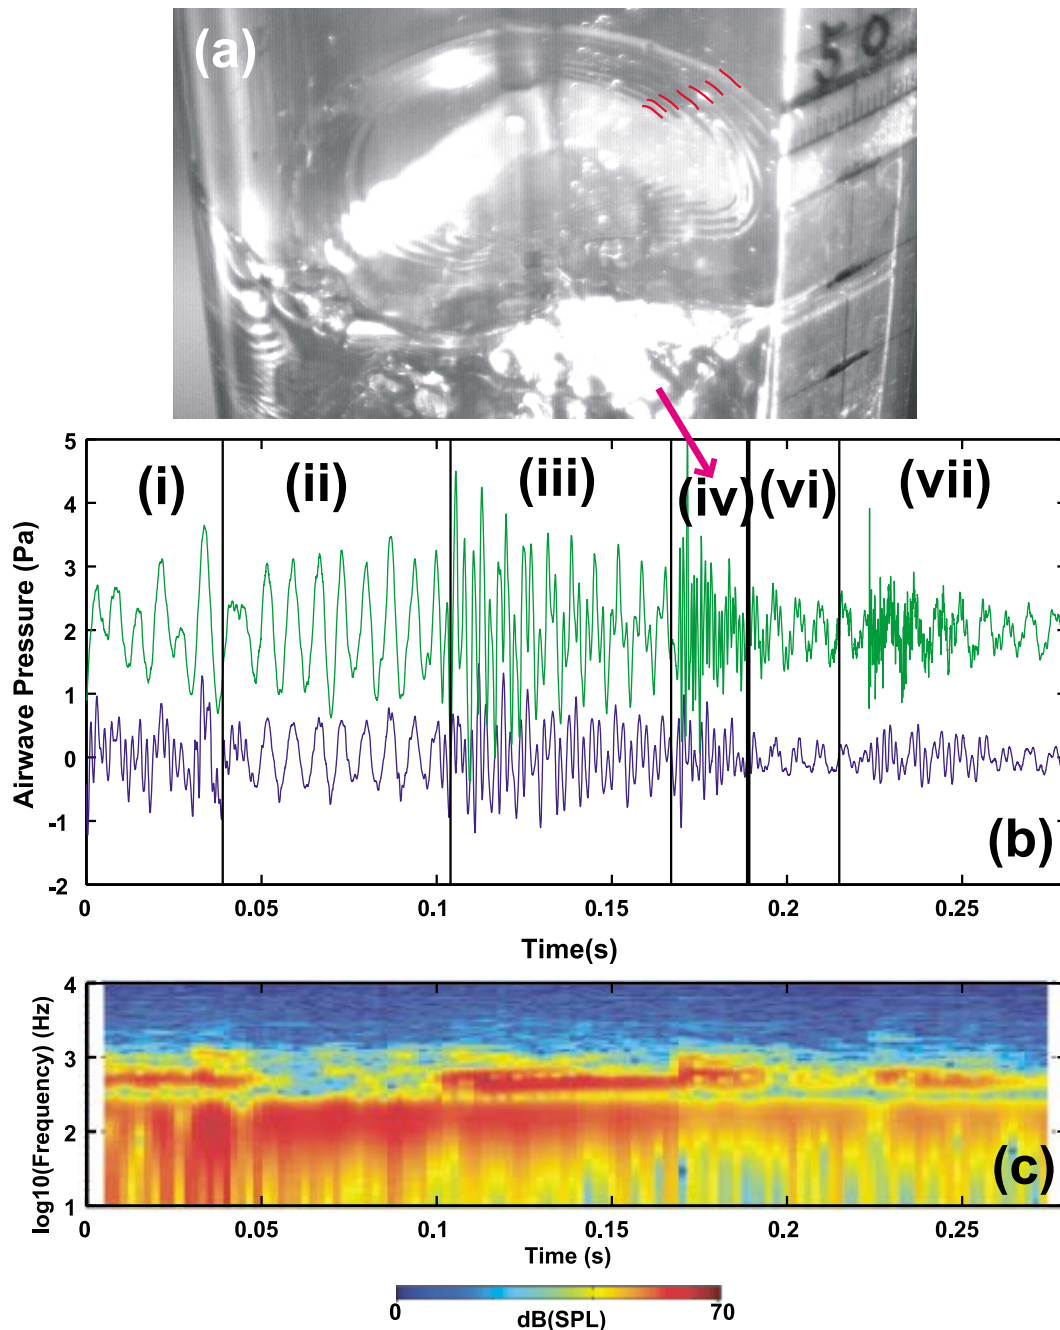 (a)
50
(i)
(ii)
(iii)
(iv)
(vi)
(vii)
5
4
3
2
1
0
-1
-2
Airwave Pressure (Pa)
(b)
0
0.05
0.1
0.15
0.2
0.25
Time(s)
4
3
2
1
log10(Frequency) (Hz)
(c)
0
0.05
0.1
0.15
0.2
0.25
Time (s)
0
70
dB(SPL)